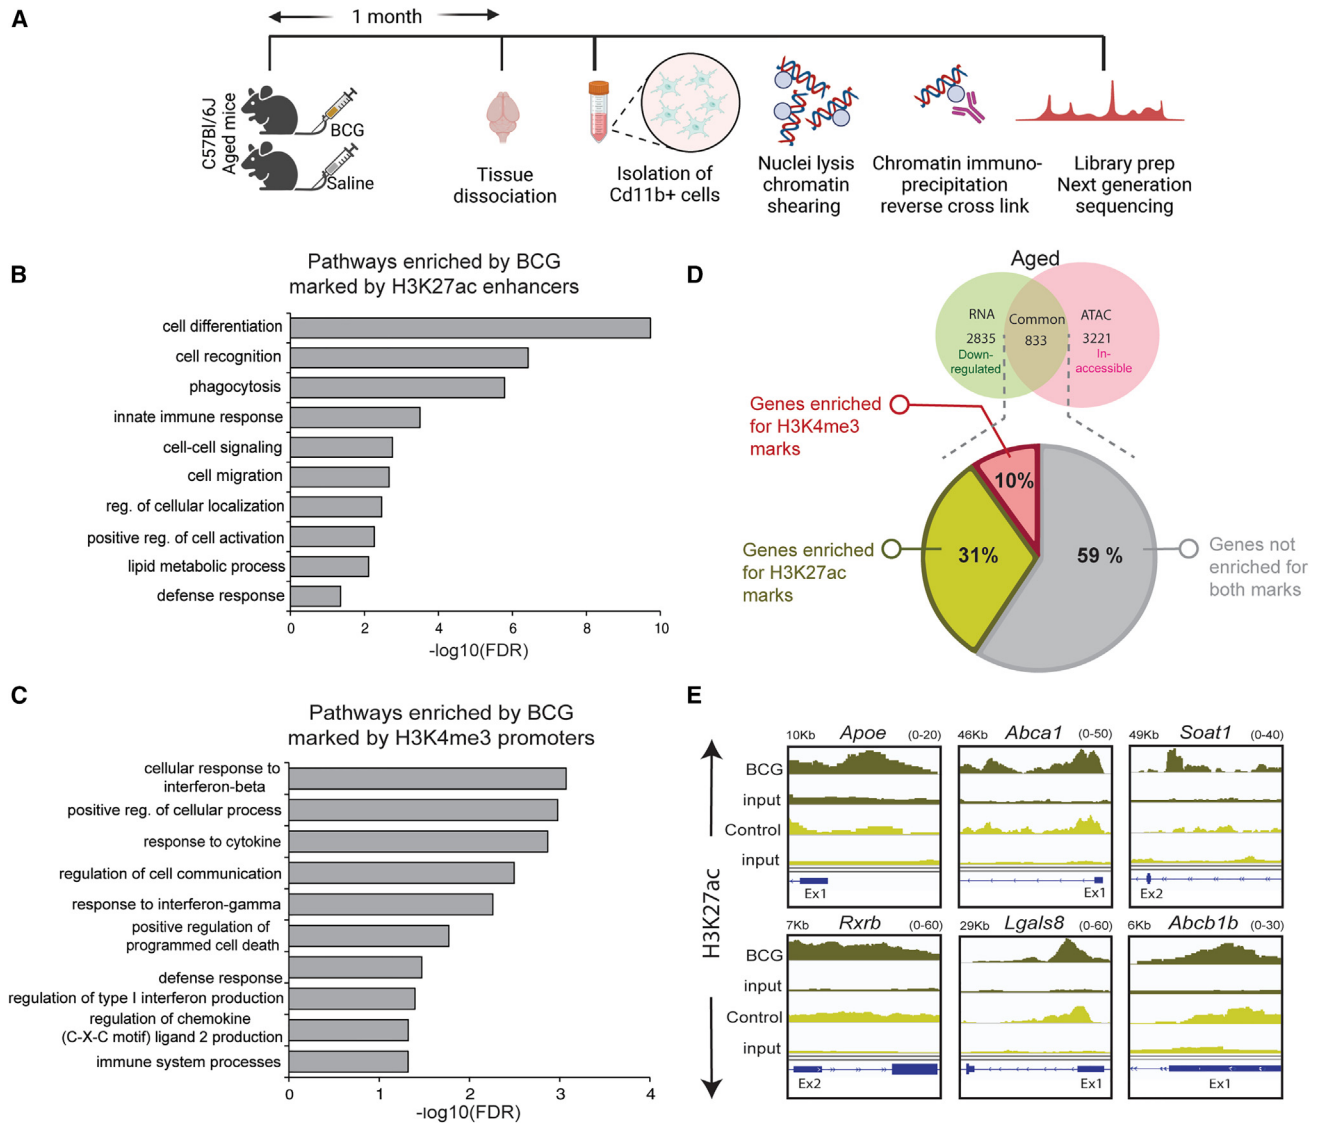 A
1 month
C57Bl/6J
Aged mice
BCG
Saline
Tissue
dissociation
Isolation of
Cd11b+ cells
Nuclei lysis
chromatin
shearing
Chromatin immuno-
precipitation
reverse cross link
Library prep
Next generation
sequencing
B
Pathways enriched by BCG
marked by H3K27ac enhancers
cell differentiation
cell recognition
phagocytosis
innate immune response
cell-cell signaling
cell migration
reg. of cellular localization
positive reg. of cell activation
lipid metabolic process
defense response
0 2 4 6 8 10
-log10(FDR)
C
Pathways enriched by BCG
marked by H3K4me3 promoters
cellular response to
interferon-beta
positive reg. of cellular process
response to cytokine
regulation of cell communication
response to interferon-gamma
positive regulation of
programmed cell death
defense response
regulation of type I interferon production
regulation of chemokine
(C-X-C motif) ligand 2 production
immune system processes
0 1 2 3 4
-log10(FDR)
D
Aged
RNA
2835
Down-
regulated
Common
833
ATAC
3221
In-
accessible
Genes enriched
for H3K4me3
marks
10%
Genes enriched
for H3K27ac
marks
31%
59 %
Genes not
enriched for
both marks
E
H3K27ac
10Kb Apoe (0-20)
46Kb Abca1 (0-50)
49Kb Soat1 (0-40)
BCG
input
Control
input
Ex1
Ex1
Ex2
7Kb Rxrb (0-60)
29Kb Lgals8 (0-60)
6Kb Abcb1b (0-30)
BCG
input
Control
input
Ex2
Ex1
Ex1